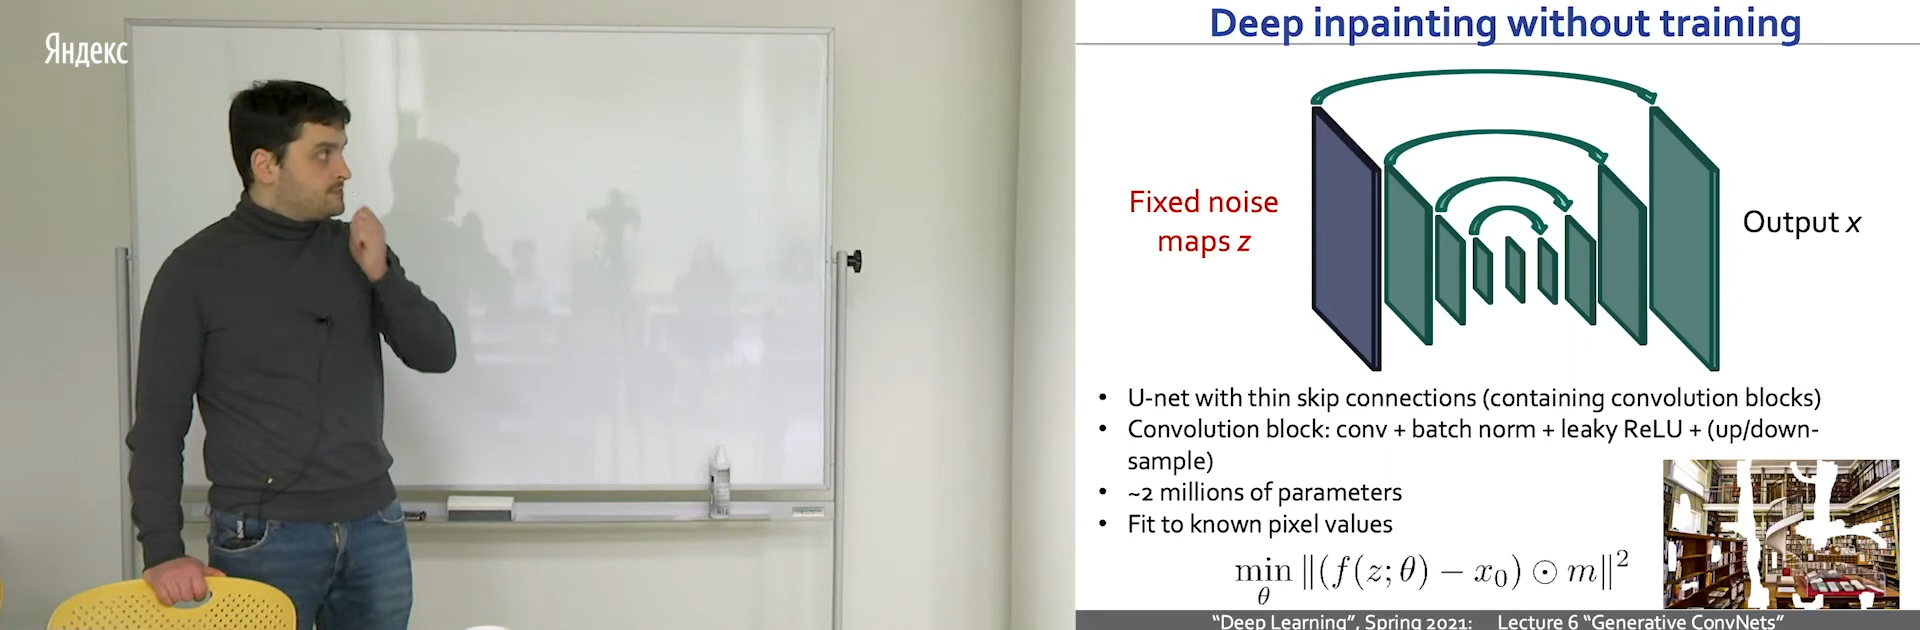 Яндекс
Deep inpainting without training
Fixed noise
maps z
Output x
• U-net with thin skip connections (containing convolution blocks)
• Convolution block: conv + batch norm + leaky ReLU + (up/down-
sample)
• ~2 millions of parameters
• Fit to known pixel values
min_θ ‖(f(z; θ) − x₀) ⊙ m‖²
"Deep Learning", Spring 2021: Lecture 6 "Generative ConvNets"